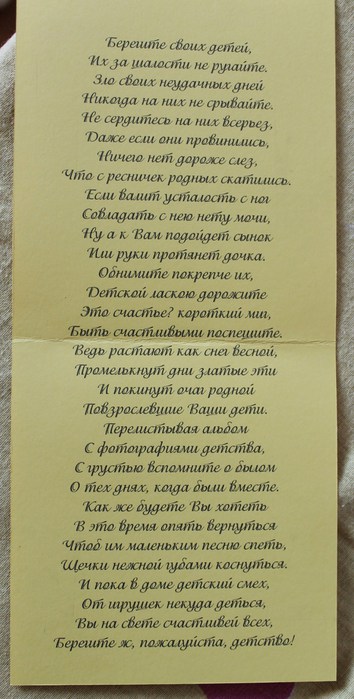 Берегите своих детей,
Их за шалости не ругайте.
Зло своих неудачных дней
Никогда на них не срывайте.
Не сердитесь на них всерьез,
Даже если они провинились,
Ничего нет дороже слез,
Что с ресничек родных скатились.
Если валит усталость с ног
Совладать с нею нету мочи,
Ну а к Вам подойдет сынок
Или руки протянет дочка.
Обнимите покрепче их,
Детской ласкою дорожите
Это счастье? короткий миг,
Быть счастливыми поспешите.
Ведь растают как снег весной,
Промелькнут дни златые эти
И покинут очаг родной
Повзрослевшие Ваши дети.
Перелистывая альбом
С фотографиями детства,
С грустью вспомните о былом
О тех днях, когда были вместе.
Как же будете Вы хотеть
В это время опять вернуться
Чтоб им маленьким песню спеть,
Щечки нежной губами коснуться.
И пока в доме детский смех,
От игрушек некуда деться,
Вы на свете счастливей всех,
Берегите ж, пожалуйста, детство!